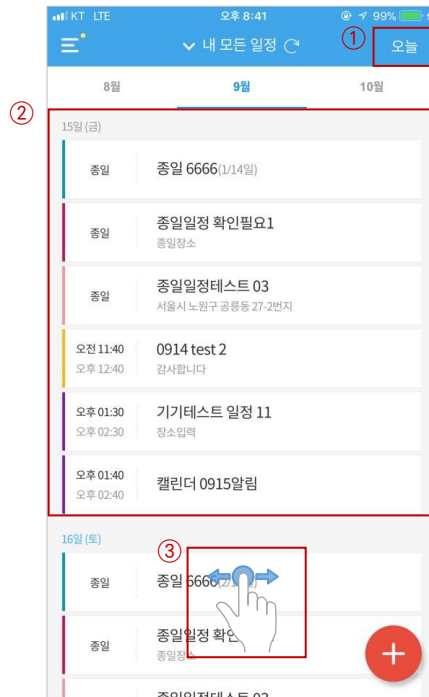 KT LTE 오후 8:41 99%
내 모든 일정 ① 오늘
8월 9월 10월
②
15일 (금)
종일 종일 6666(1/14일)
종일 종일일정 확인필요1
종일장소
종일 종일일정테스트 03
서울시 노원구 공릉동 27-2번지
오전 11:40 0914 test 2
오후 12:40 감사합니다
오후 01:30 기기테스트 일정 11
오후 02:30 장소입력
오후 01:40 캘린더 0915알림
오후 02:40
16일 (토)
③
종일 종일 6666
종일 종일일정
종일장소